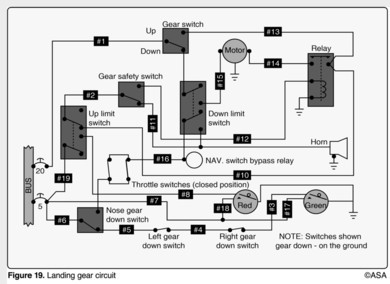 Gear switch
Up
#13
#1
Down
Motor
Relay
#14
Gear safety switch
#15
#2
Up limit
switch
Down limit
switch
#11
#12
Horn
#16
NAV. switch bypass relay
#10
20
#19
Throttle switches (closed position)
BUS
#8
#7
5
Red
#3
Green
#18
#17
#6
Nose gear
down switch
#5
#4
Left gear
down switch
Right gear
down switch
NOTE: Switches shown
gear down - on the ground
Figure 19. Landing gear circuit
©ASA